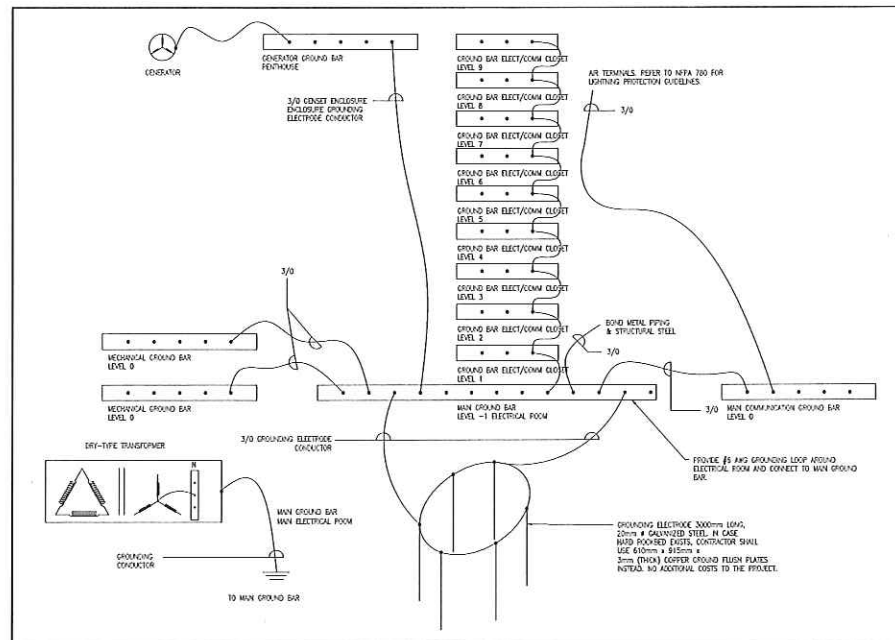 GENERATOR
GENERATOR GROUND BAR
PENTHOUSE
3/0 GENSET ENCLOSURE
ENCLOSURE GROUNDING
ELECTRODE CONDUCTOR
GROUND BAR ELECT/COMM CLOSET
LEVEL 9
GROUND BAR ELECT/COMM CLOSET
LEVEL 8
GROUND BAR ELECT/COMM CLOSET
LEVEL 7
GROUND BAR ELECT/COMM CLOSET
LEVEL 6
GROUND BAR ELECT/COMM CLOSET
LEVEL 5
GROUND BAR ELECT/COMM CLOSET
LEVEL 4
GROUND BAR ELECT/COMM CLOSET
LEVEL 3
GROUND BAR ELECT/COMM CLOSET
LEVEL 2
GROUND BAR ELECT/COMM CLOSET
LEVEL 1
AIR TERMINALS. REFER TO NFPA 780 FOR
LIGHTNING PROTECTION GUIDELINES.
3/0
3/0
BOND METAL PIPING
& STRUCTURAL STEEL
3/0
MECHANICAL GROUND BAR
LEVEL 0
MECHANICAL GROUND BAR
LEVEL 0
MAIN GROUND BAR
LEVEL -1 ELECTRICAL ROOM
3/0
MAIN COMMUNICATION GROUND BAR
LEVEL 0
3/0 GROUNDING ELECTRODE
CONDUCTOR
PROVIDE #6 AWG GROUNDING LOOP AROUND
ELECTRICAL ROOM AND CONNECT TO MAIN GROUND
BAR.
DRY-TYPE TRANSFORMER
N
MAIN GROUND BAR
MAIN ELECTRICAL ROOM
GROUNDING
CONDUCTOR
TO MAIN GROUND BAR
GROUNDING ELECTRODE 3000mm LONG,
20mm ø GALVANIZED STEEL. IN CASE
HARD ROCKBED EXISTS, CONTRACTOR SHALL
USE 610mm x 915mm x
3mm (THICK) COPPER GROUND FLUSH PLATES
INSTEAD. NO ADDITIONAL COSTS TO THE PROJECT.